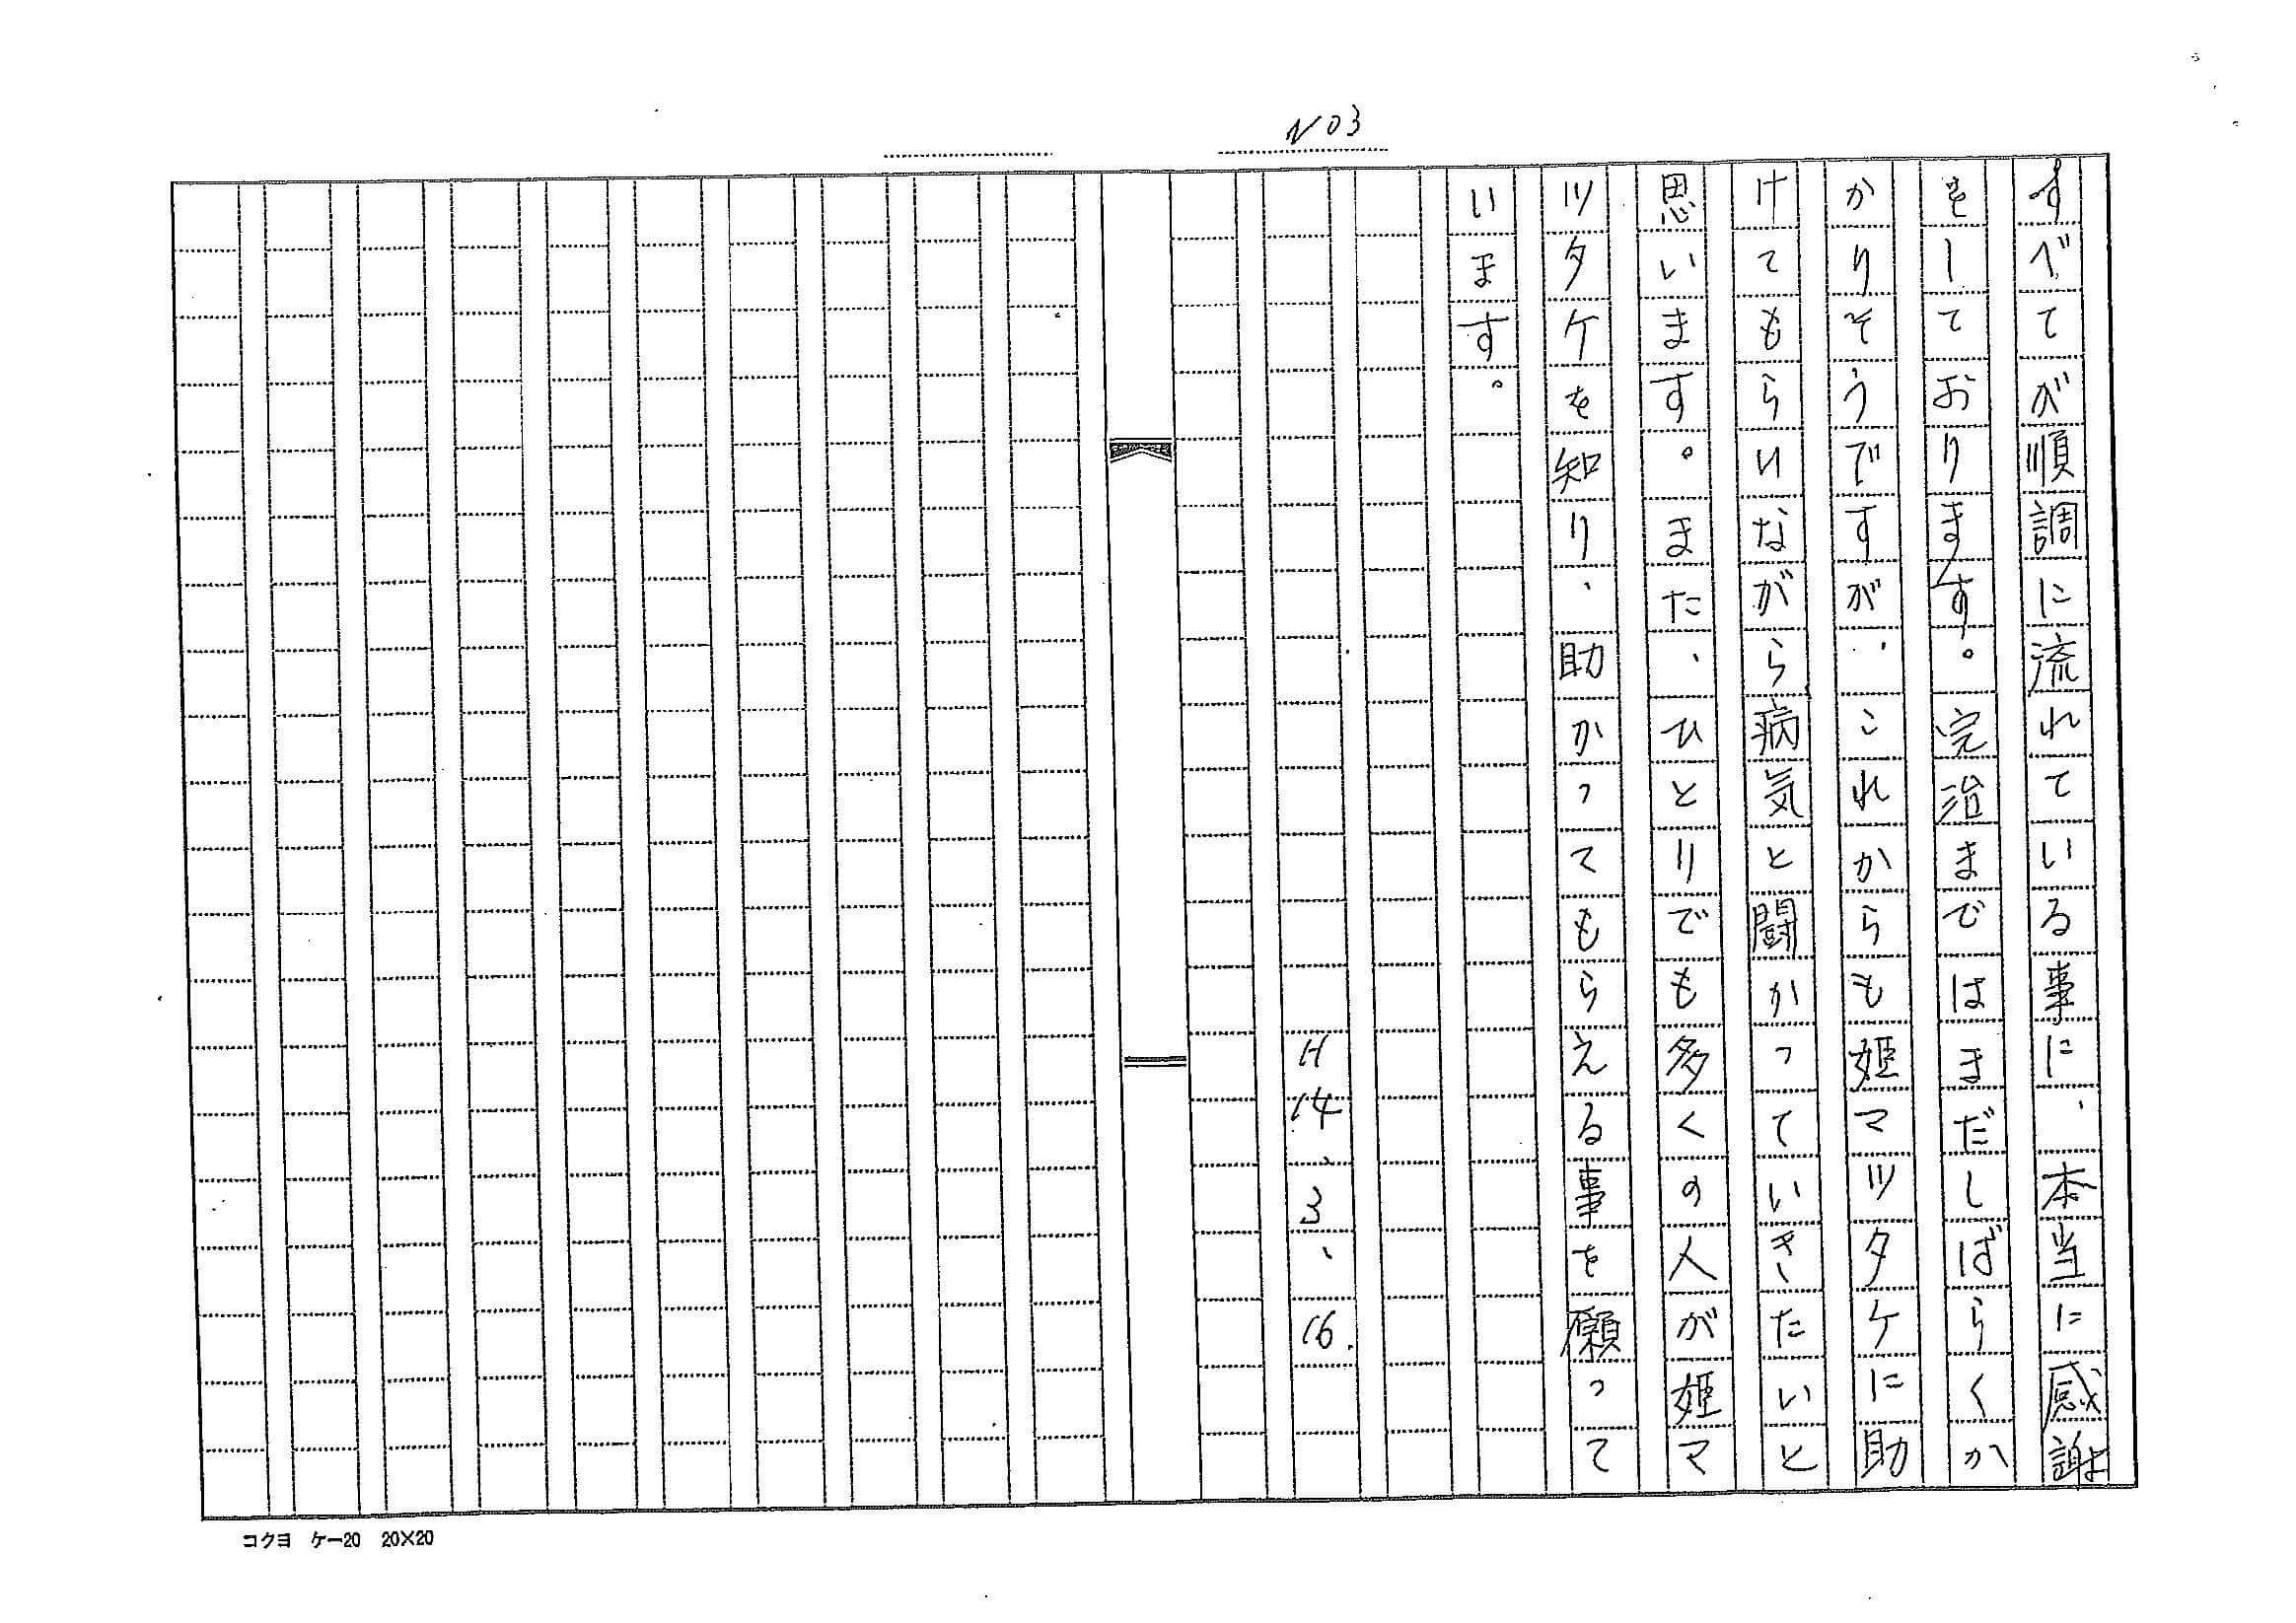 NO3
すべてが順調に流れている事に、本当に感謝
をしております。完治まではまだしばらくか
かりそうですが、これからも姫マツタケに助
けてもらいながら病気と闘かっていきたいと
思います。また、ひとりでも多くの人が姫マ
ツタケを知り、助かってもらえる事を願って
います。
H14、3、16.
コクヨ ケー20 20×20